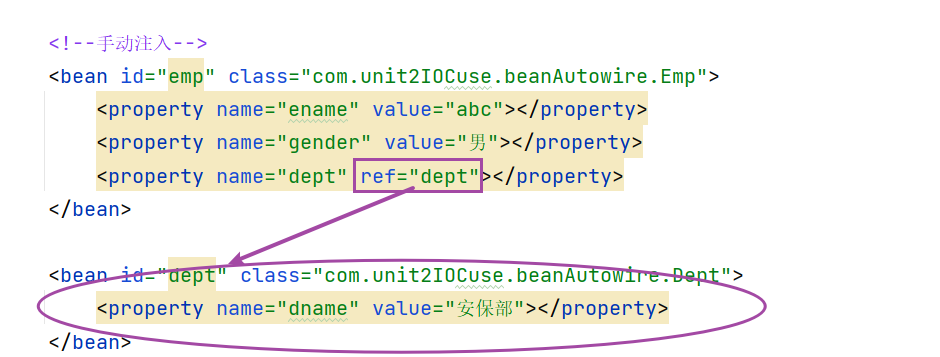 <!--手动注入-->
<bean id="emp" class="com.unit2IOCuse.beanAutowire.Emp">
<property name="ename" value="abc"></property>
<property name="gender" value="男"></property>
<property name="dept" ref="dept"></property>
</bean>
<bean id="dept" class="com.unit2IOCuse.beanAutowire.Dept">
<property name="dname" value="安保部"></property>
</bean>